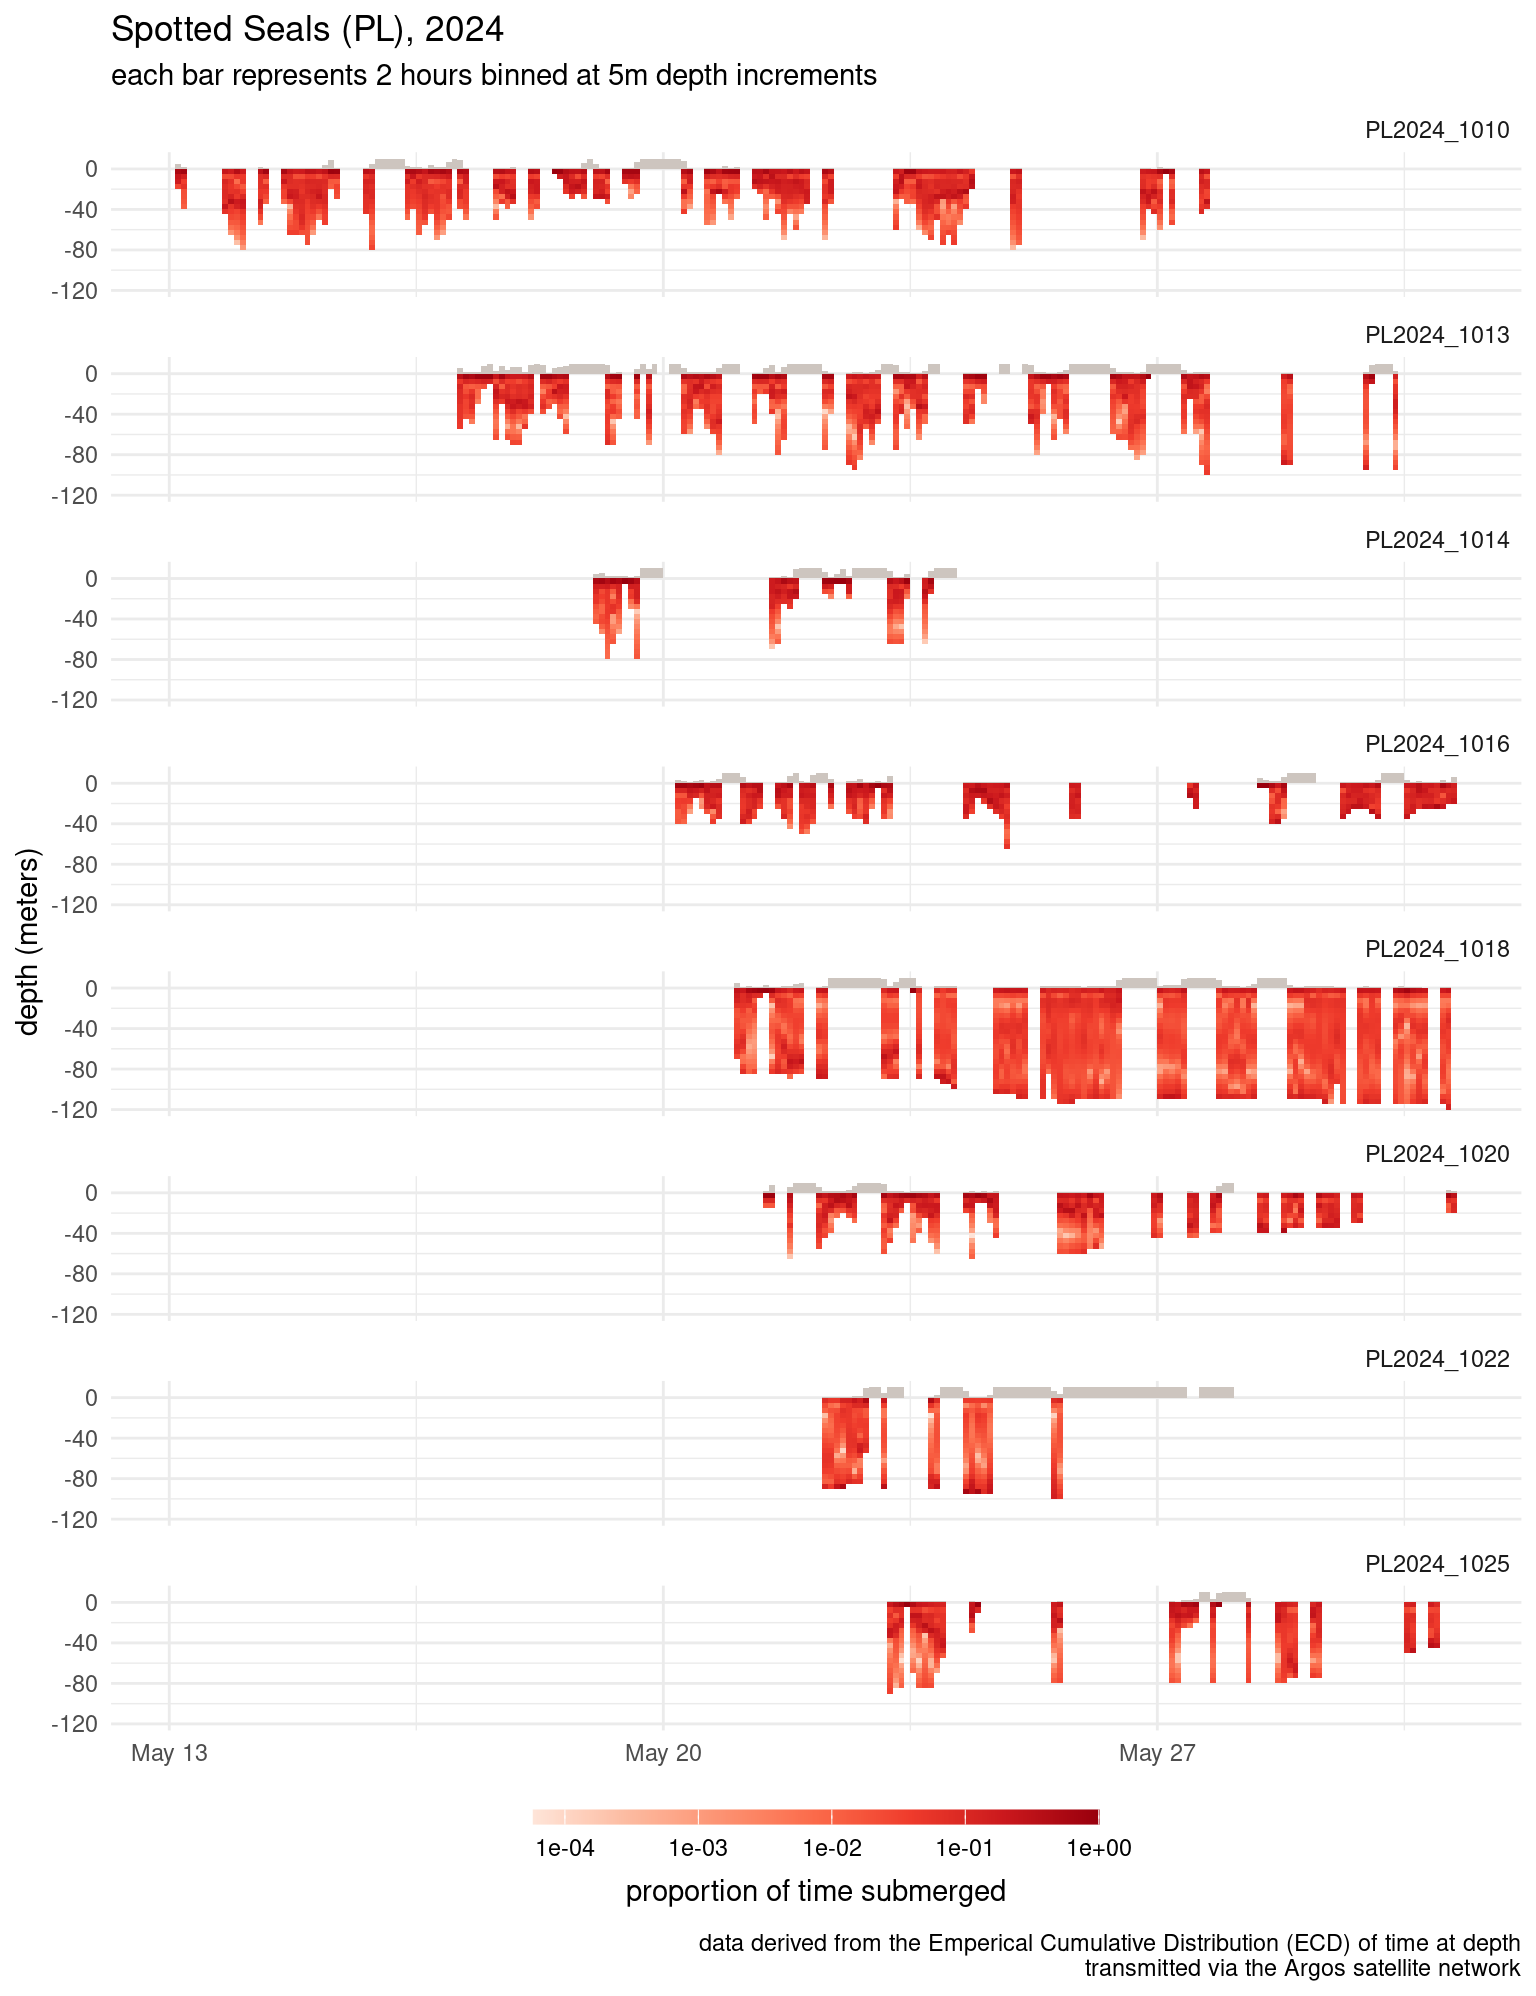 Spotted Seals (PL), 2024
each bar represents 2 hours binned at 5m depth increments
PL2024_1010
0
-40
-80
-120
PL2024_1013
0
-40
-80
-120
PL2024_1014
0
-40
-80
-120
PL2024_1016
0
-40
-80
-120
depth (meters)
PL2024_1018
0
-40
-80
-120
PL2024_1020
0
-40
-80
-120
PL2024_1022
0
-40
-80
-120
PL2024_1025
0
-40
-80
-120
May 13 May 20 May 27
1e-04 1e-03 1e-02 1e-01 1e+00
proportion of time submerged
data derived from the Emperical Cumulative Distribution (ECD) of time at depth
transmitted via the Argos satellite network